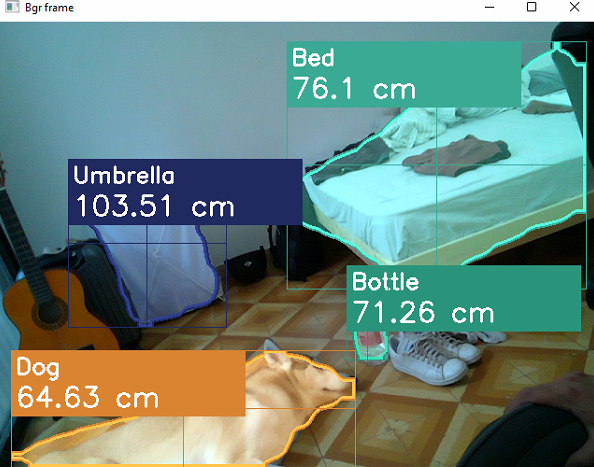 Bgr frame
Bed
76.1 cm
Umbrella
103.51 cm
Bottle
71.26 cm
Dog
64.63 cm